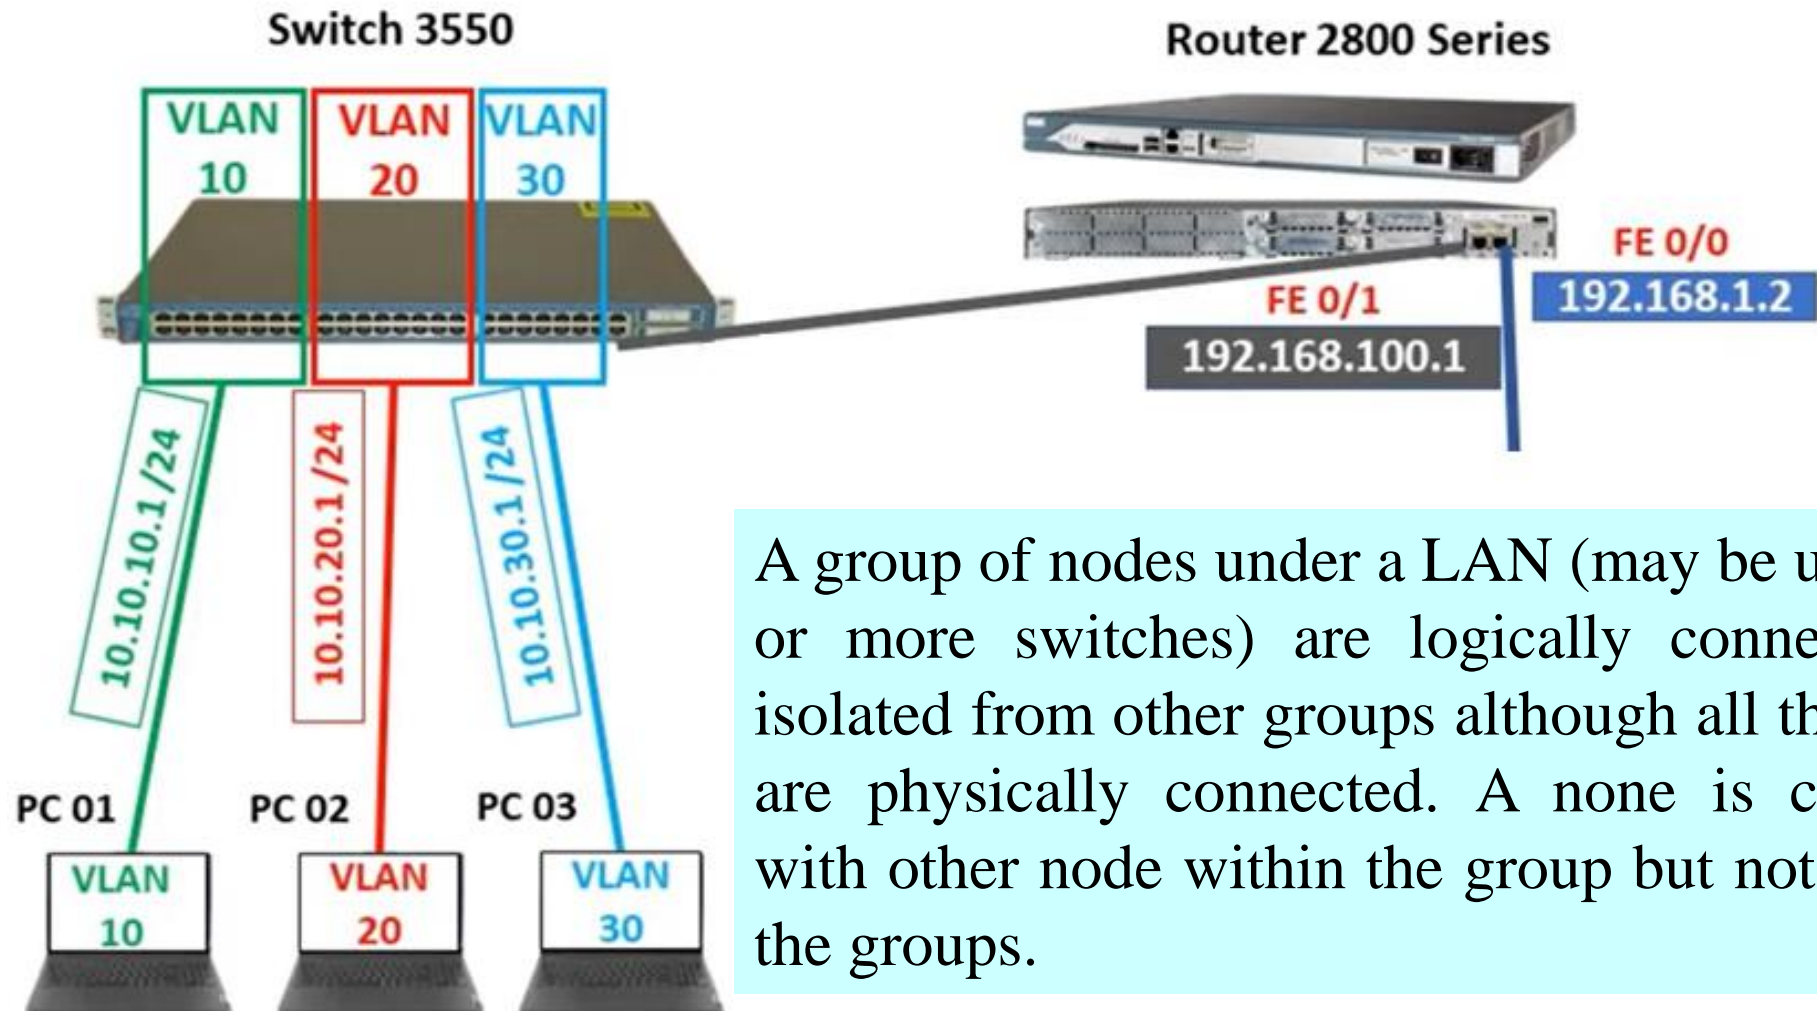 Switch 3550
Router 2800 Series
VLAN
10
VLAN
20
VLAN
30
FE 0/0
192.168.1.2
FE 0/1
192.168.100.1
10.10.10.1 /24
10.10.20.1 /24
10.10.30.1 /24
PC 01
PC 02
PC 03
VLAN
10
VLAN
20
VLAN
30
A group of nodes under a LAN (may be
or more switches) are logically
isolated from other groups although all
are physically connected. A none is
with other node within the group but not
the groups.